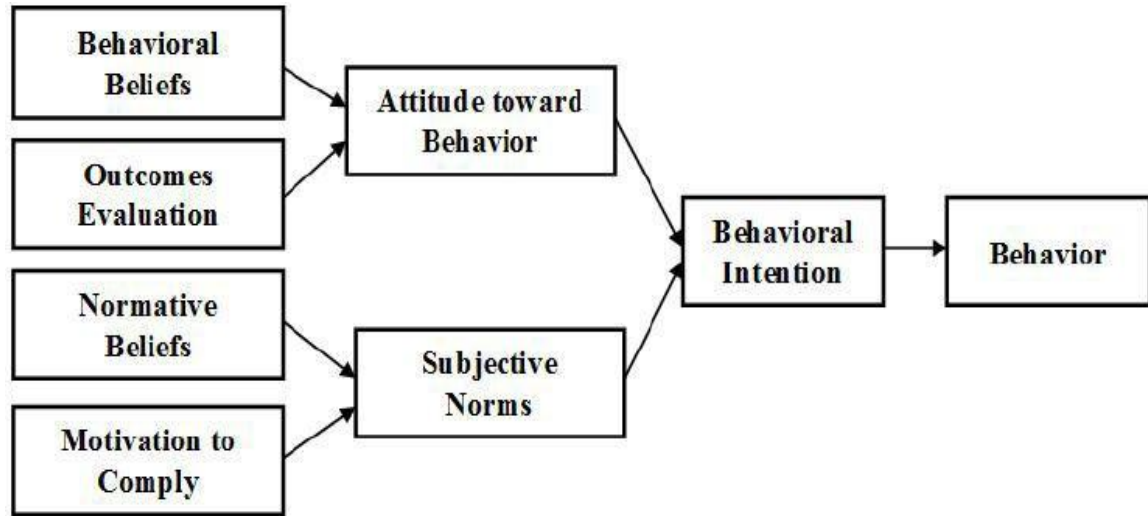 Behavioral
Beliefs
Outcomes
Evaluation
Normative
Beliefs
Motivation to
Comply
Attitude toward
Behavior
Subjective
Norms
Behavioral
Intention
Behavior